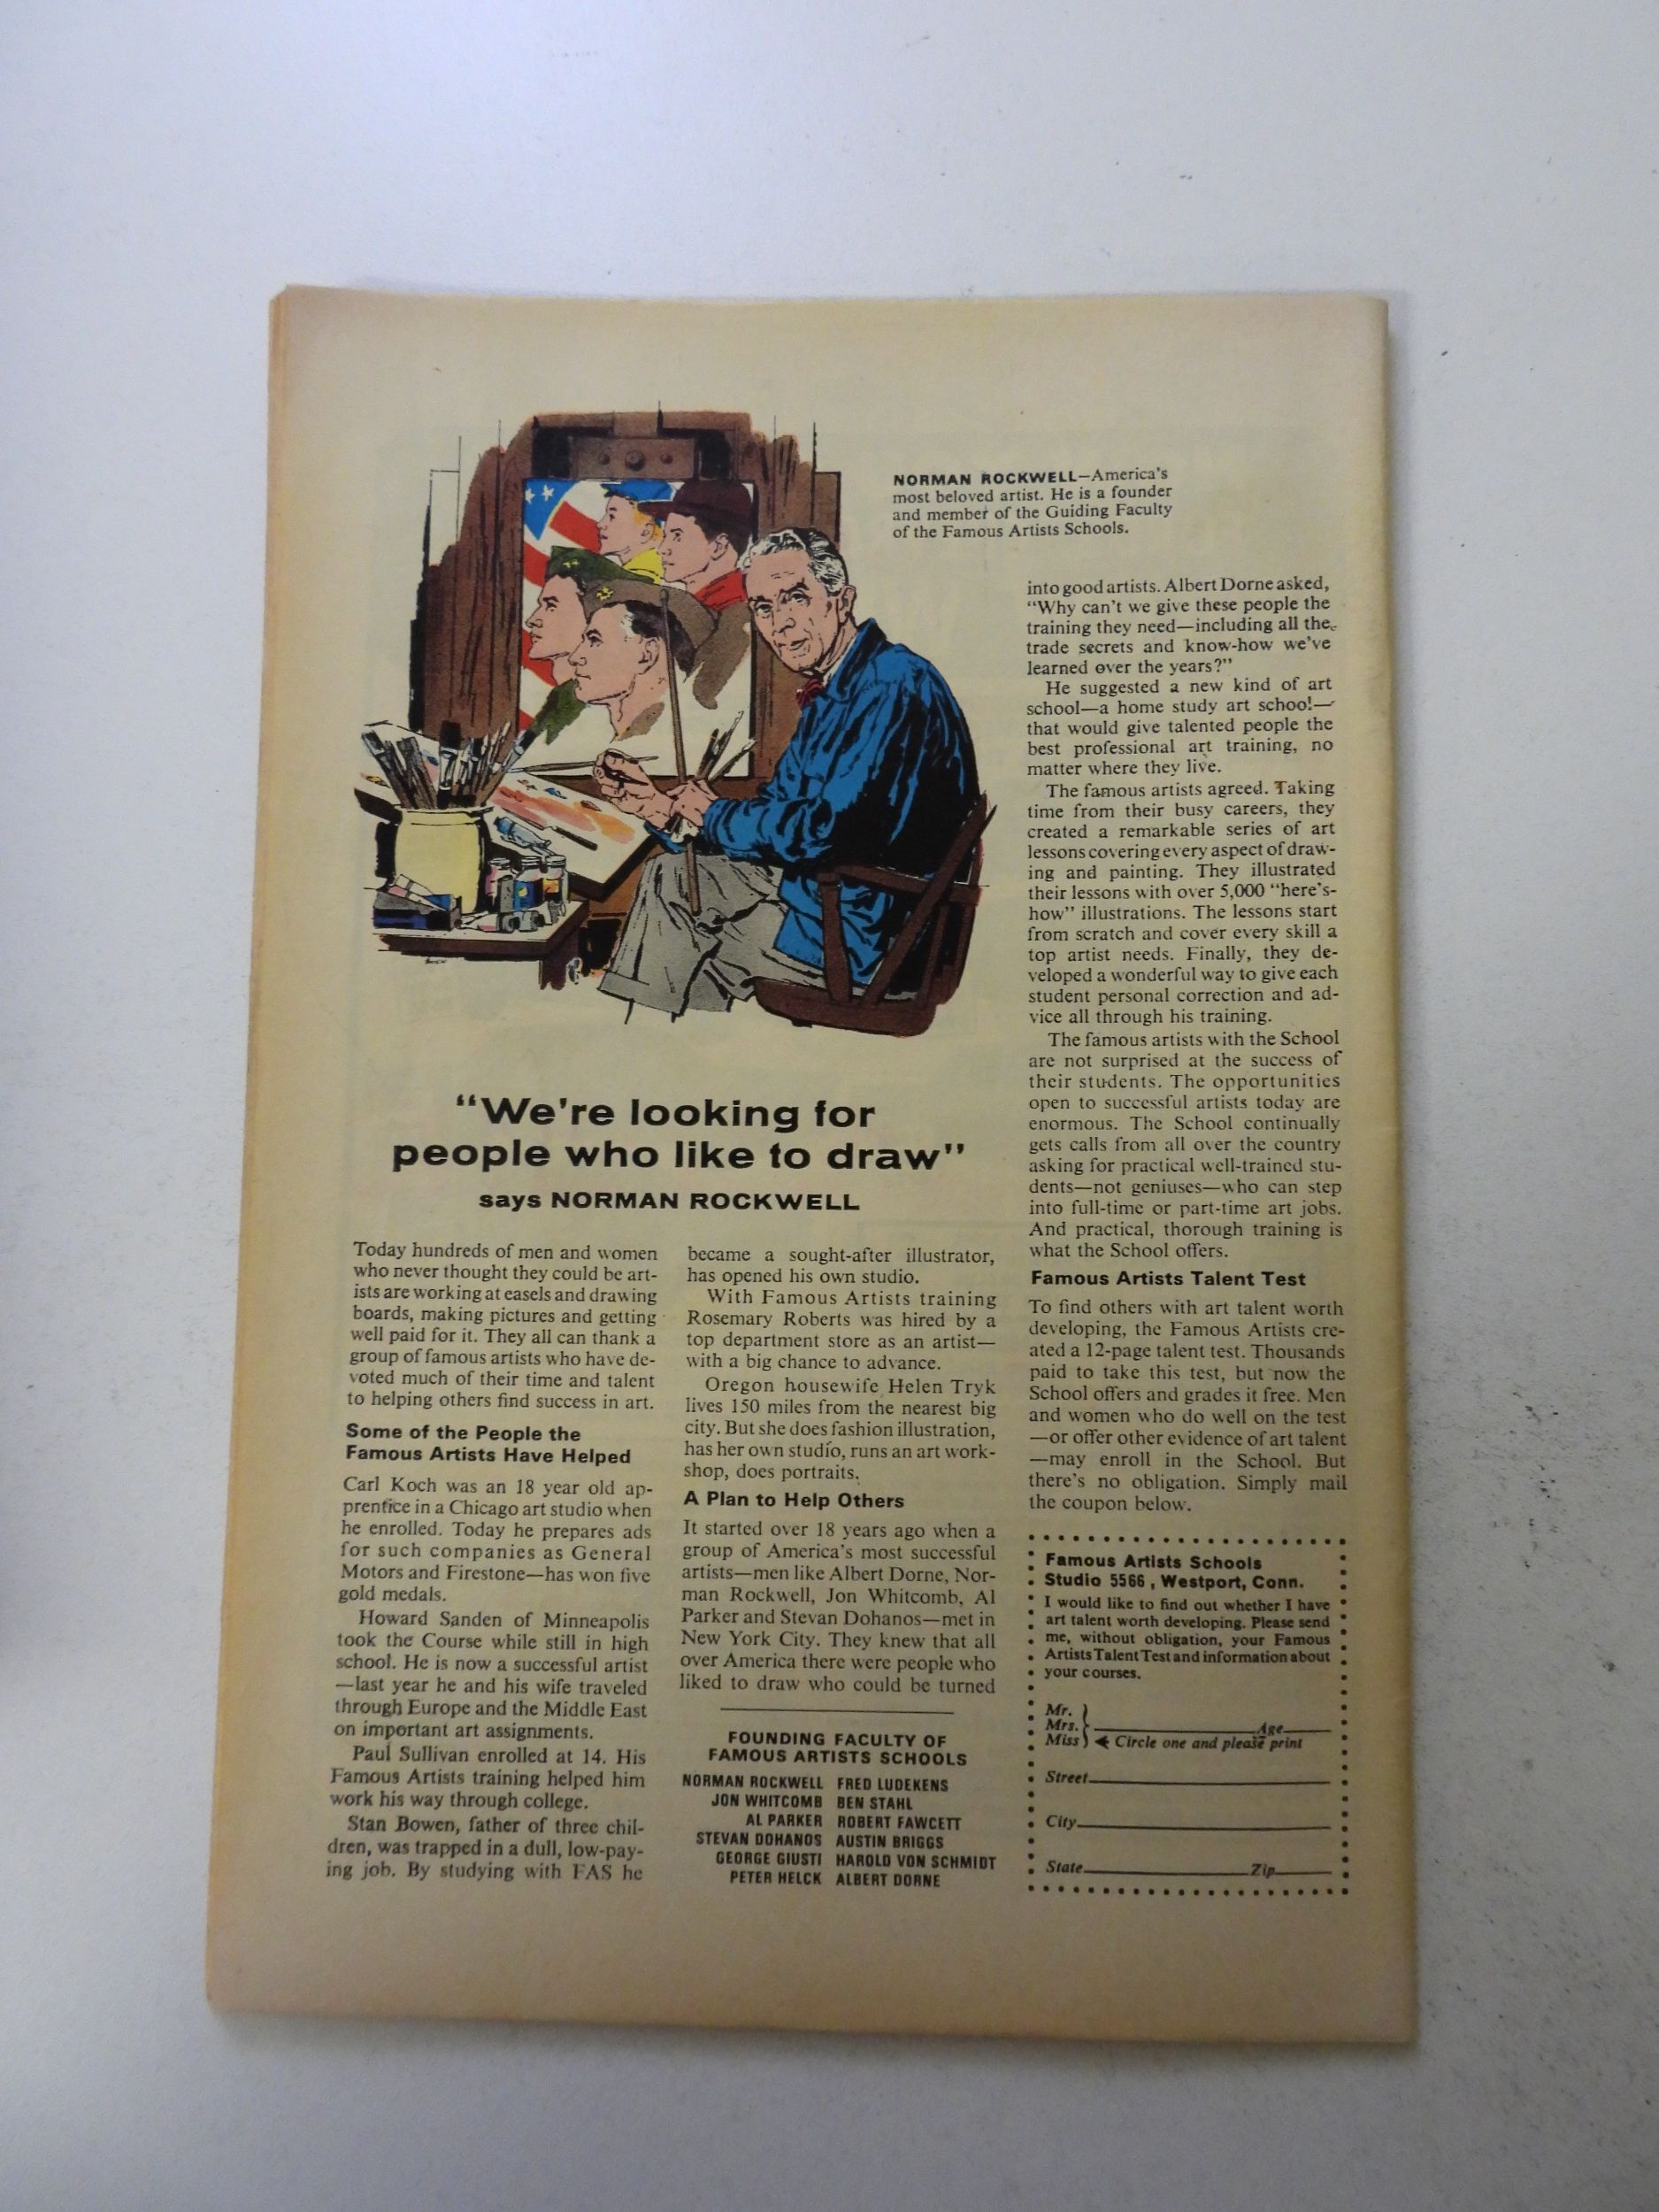 NORMAN ROCKWELL—America's
most beloved artist. He is a founder
and member of the Guiding Faculty
of the Famous Artists Schools.
"We're looking for
people who like to draw"
says NORMAN ROCKWELL
Today hundreds of men and women
who never thought they could be art-
ists are working at easels and drawing
boards, making pictures and getting
well paid for it. They all can thank a
group of famous artists who have de-
voted much of their time and talent
to helping others find success in art.
Some of the People the
Famous Artists Have Helped
Carl Koch was an 18 year old ap-
prentice in a Chicago art studio when
he enrolled. Today he prepares ads
for such companies as General
Motors and Firestone—has won five
gold medals.
Howard Sanden of Minneapolis
took the Course while still in high
school. He is now a successful artist
—last year he and his wife traveled
through Europe and the Middle East
on important art assignments.
Paul Sullivan enrolled at 14. His
Famous Artists training helped him
work his way through college.
Stan Bowen, father of three chil-
dren, was trapped in a dull, low-pay-
ing job. By studying with FAS he
became a sought-after illustrator,
has opened his own studio.
With Famous Artists training
Rosemary Roberts was hired by a
top department store as an artist—
with a big chance to advance.
Oregon housewife Helen Tryk
lives 150 miles from the nearest big
city. But she does fashion illustration,
has her own studio, runs an art work-
shop, does portraits.
A Plan to Help Others
It started over 18 years ago when a
group of America's most successful
artists—men like Albert Dorne, Nor-
man Rockwell, Jon Whitcomb, Al
Parker and Stevan Dohanos—met in
New York City. They knew that all
over America there were people who
liked to draw who could be turned
FOUNDING FACULTY OF
FAMOUS ARTISTS SCHOOLS
NORMAN ROCKWELL FRED LUDEKENS
JON WHITCOMB BEN STAHL
AL PARKER ROBERT FAWCETT
STEVAN DOHANOS AUSTIN BRIGGS
GEORGE GIUSTI HAROLD VON SCHMIDT
PETER HELCK ALBERT DORNE
into good artists. Albert Dorne asked,
"Why can't we give these people the
training they need—including all the
trade secrets and know-how we've
learned over the years?"
He suggested a new kind of art
school—a home study art school—
that would give talented people the
best professional art training, no
matter where they live.
The famous artists agreed. Taking
time from their busy careers, they
created a remarkable series of art
lessons covering every aspect of draw-
ing and painting. They illustrated
their lessons with over 5,000 "here's-
how" illustrations. The lessons start
from scratch and cover every skill a
top artist needs. Finally, they de-
veloped a wonderful way to give each
student personal correction and ad-
vice all through his training.
The famous artists with the School
are not surprised at the success of
their students. The opportunities
open to successful artists today are
enormous. The School continually
gets calls from all over the country
asking for practical well-trained stu-
dents—not geniuses—who can step
into full-time or part-time art jobs.
And practical, thorough training is
what the School offers.
Famous Artists Talent Test
To find others with art talent worth
developing, the Famous Artists cre-
ated a 12-page talent test. Thousands
paid to take this test, but now the
School offers and grades it free. Men
and women who do well on the test
—or offer other evidence of art talent
—may enroll in the School. But
there's no obligation. Simply mail
the coupon below.
Famous Artists Schools
Studio 5566, Westport, Conn.
I would like to find out whether I have
art talent worth developing. Please send
me, without obligation, your Famous
Artists Talent Test and information about
your courses.
Mr.
Mrs. Age
Miss Circle one and please print
Street
City
State Zip